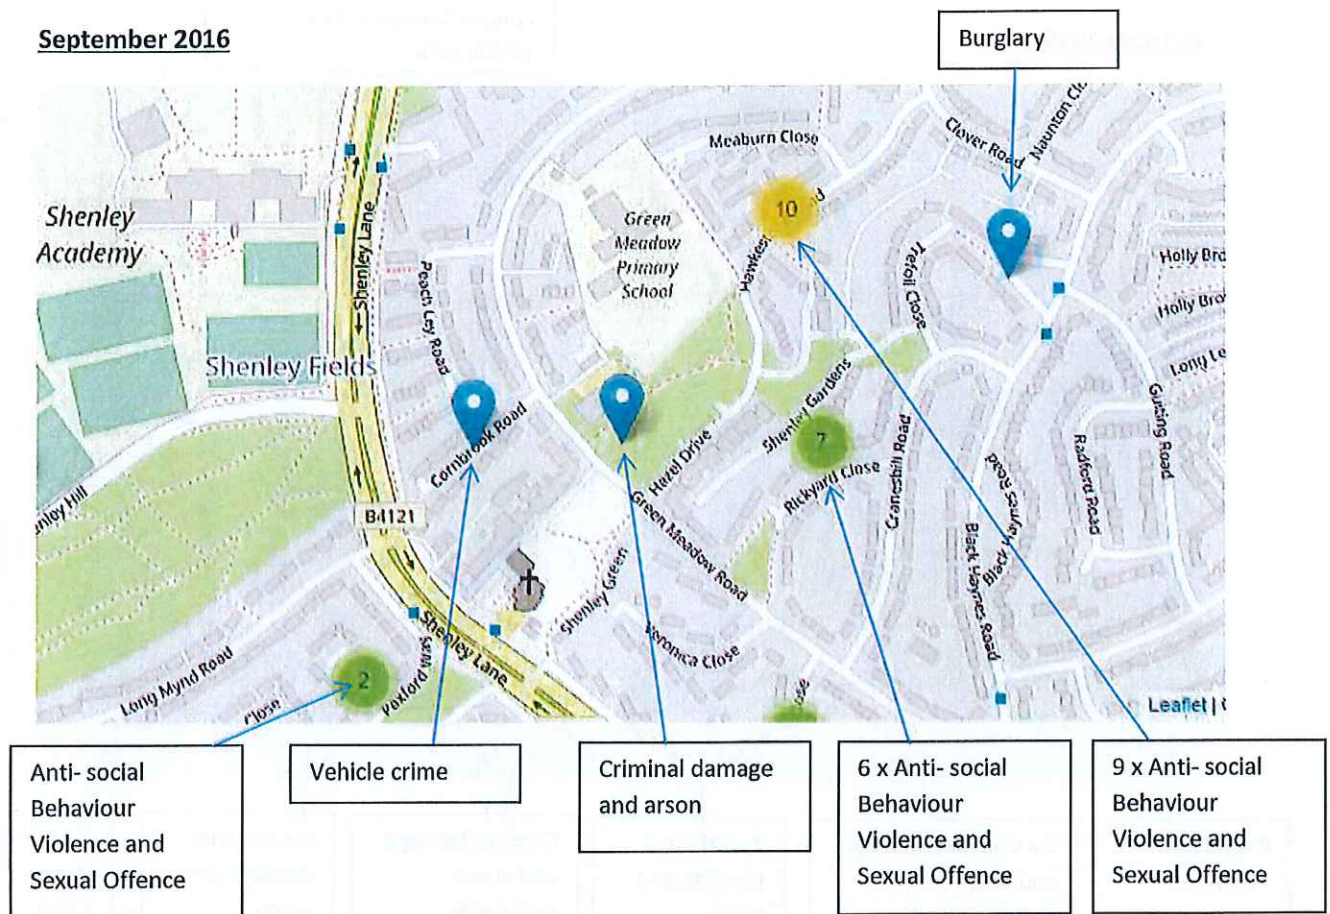 September 2016
Burglary
Meaburn Close
Clover Road
Naunton Clo
Shenley
Academy
Green
Meadow
Primary
School
10
Shenley Lane
Peach Ley Road
Trefoil Close
Holly Bro
Holly Bro
Long Le
Shenley Fields
Cornbrook Road
Shenley Gardens
7
Hazel Drive
Rickyard Close
Craneshill Road
Gutting Road
Radford Road
B4121
Green Meadow Road
Black Haynes Road
Black Haynes Road
Shenley Green
Veronica Close
Shenley Lane
Long Mynd Road
2
Close
Leaflet | (
Anti- social
Behaviour
Violence and
Sexual Offence
Vehicle crime
Criminal damage
and arson
6 x Anti- social
Behaviour
Violence and
Sexual Offence
9 x Anti- social
Behaviour
Violence and
Sexual Offence